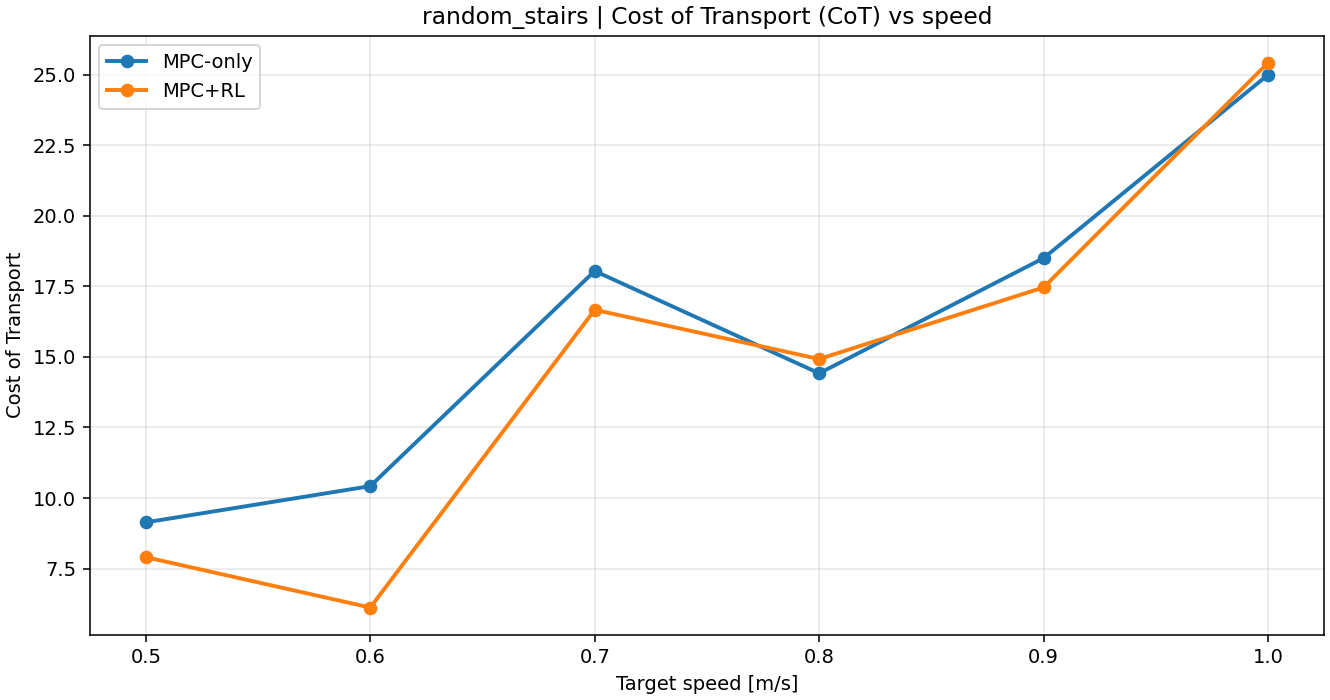 random_stairs | Cost of Transport (CoT) vs speed
MPC-only
MPC+RL
Cost of Transport
25.0
22.5
20.0
17.5
15.0
12.5
10.0
7.5
0.5 0.6 0.7 0.8 0.9 1.0
Target speed [m/s]